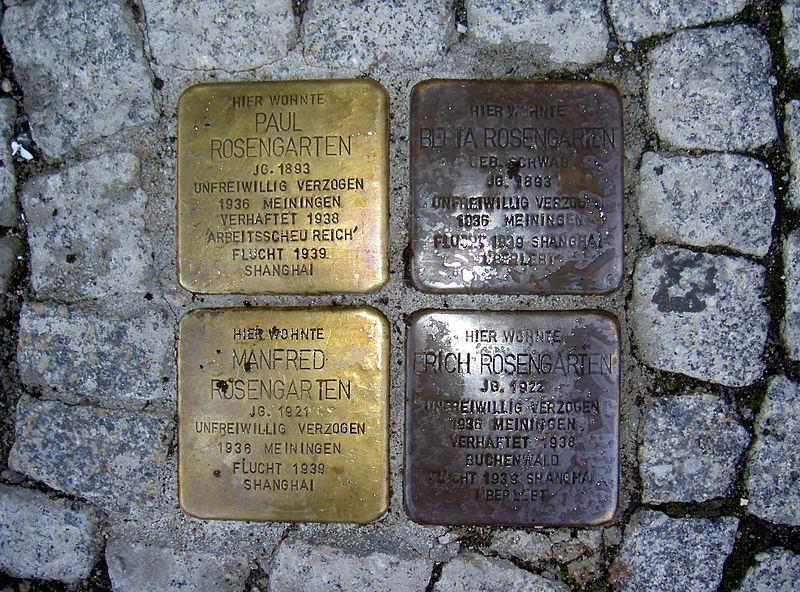 HIER WOHNTE
PAUL
ROSENGARTEN
JG. 1893
UNFREIWILLIG VERZOGEN
1936 MEININGEN
VERHAFTET 1938
'ARBEITSSCHEU REICH'
FLUCHT 1939
SHANGHAI
HIER WOHNTE
BERTA ROSENGARTEN
GEB. SCHWAB
JG. 1893
UNFREIWILLIG VERZOGEN
1936 MEININGEN
FLUCHT 1939 SHANGHAI
ÜBERLEBT
HIER WOHNTE
MANFRED
ROSENGARTEN
JG. 1921
UNFREIWILLIG VERZOGEN
1936 MEININGEN
FLUCHT 1939
SHANGHAI
HIER WOHNTE
ERICH ROSENGARTEN
JG. 1922
UNFREIWILLIG VERZOGEN
1936 MEININGEN
VERHAFTET 1938
BUCHENWALD
FLUCHT 1939 SHANGHAI
ÜBERLEBT